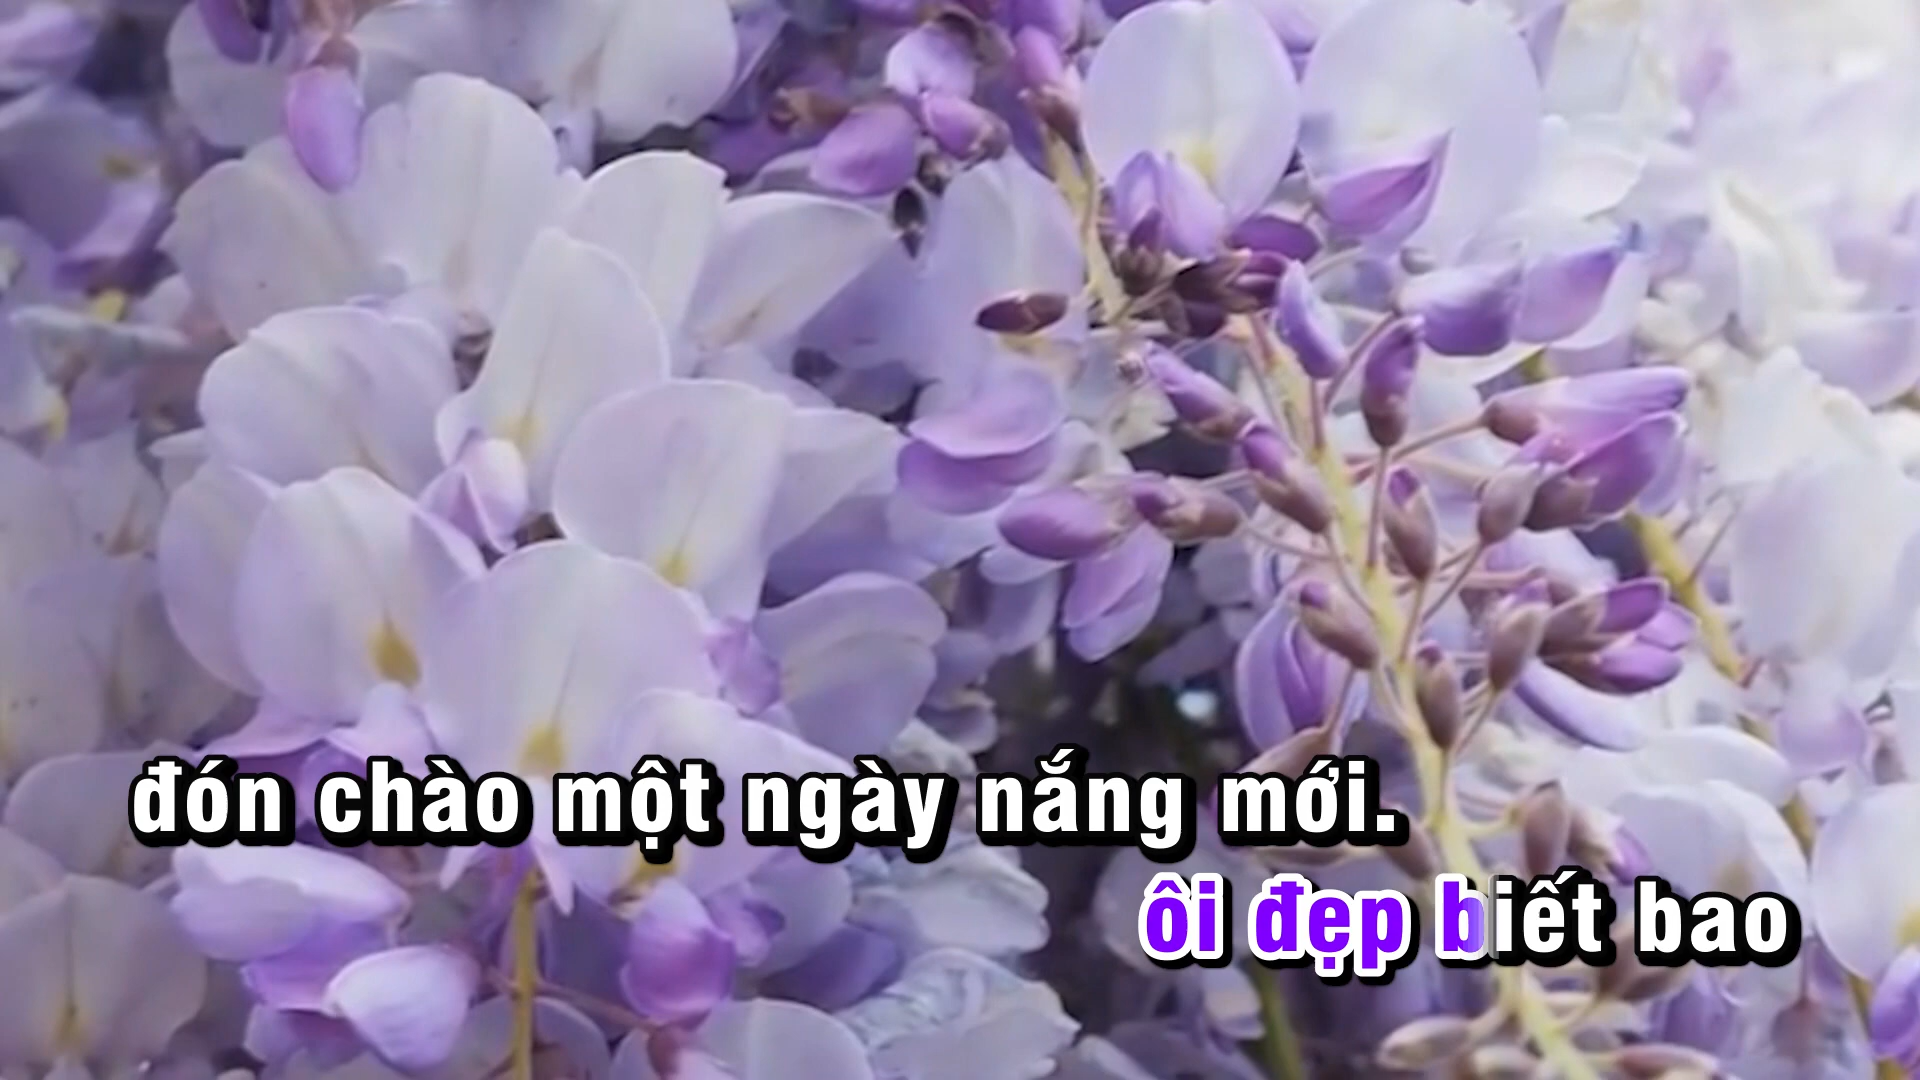 đón chào một ngày nắng mới.
ôi đẹp biết bao